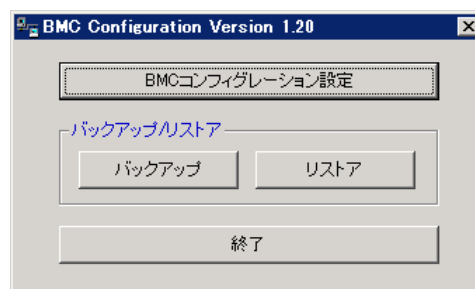 BMC Configuration Version 1.20
BMCコンフィグレーション設定
バックアップ/リストア
バックアップ
リストア
終了